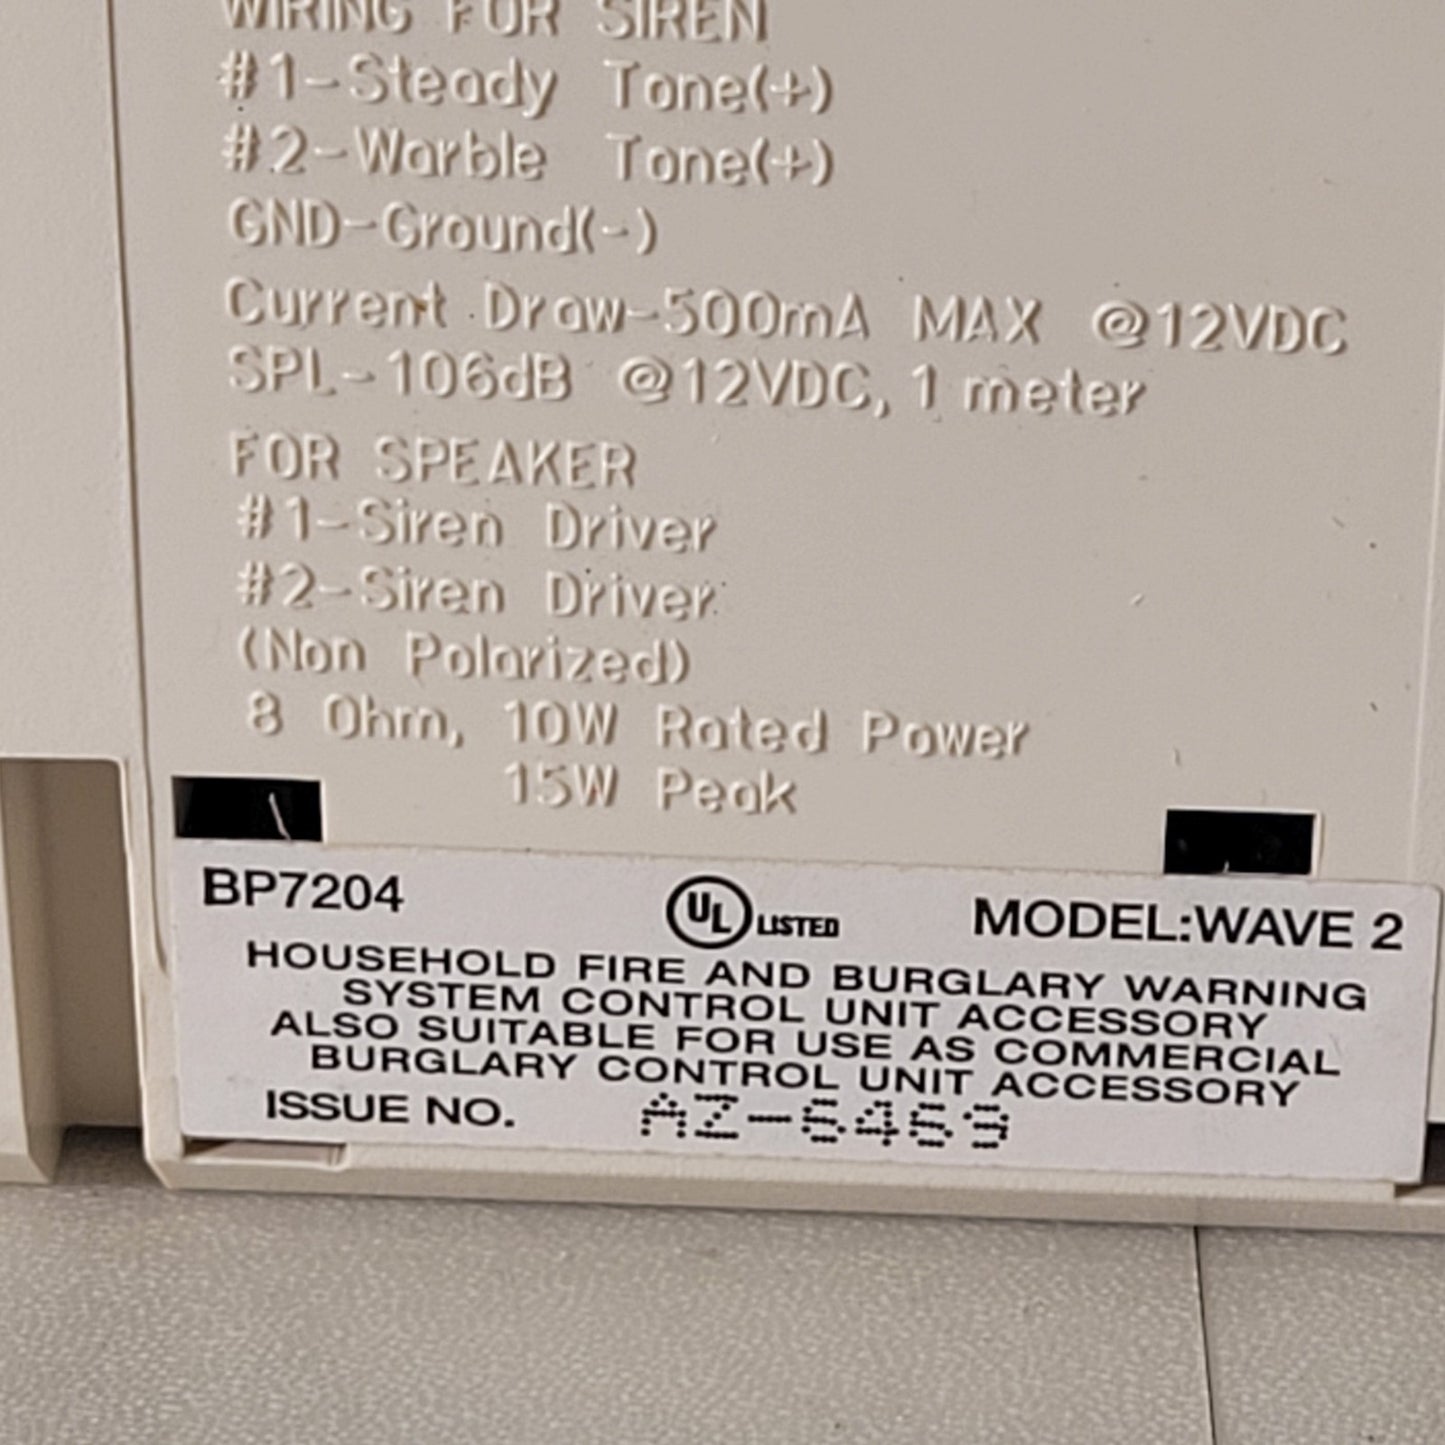 WIRING FOR SIREN
#1-Steady Tone(+)
#2-Warble Tone(+)
GND-Ground(-)
Current Draw-500mA MAX @12VDC
SPL-106dB @12VDC, 1 meter
FOR SPEAKER
#1-Siren Driver
#2-Siren Driver
(Non Polarized)
8 Ohm, 10W Rated Power
15W Peak
BP7204 UL LISTED MODEL:WAVE 2
HOUSEHOLD FIRE AND BURGLARY WARNING
SYSTEM CONTROL UNIT ACCESSORY
ALSO SUITABLE FOR USE AS COMMERCIAL
BURGLARY CONTROL UNIT ACCESSORY
ISSUE NO. AZ-6469